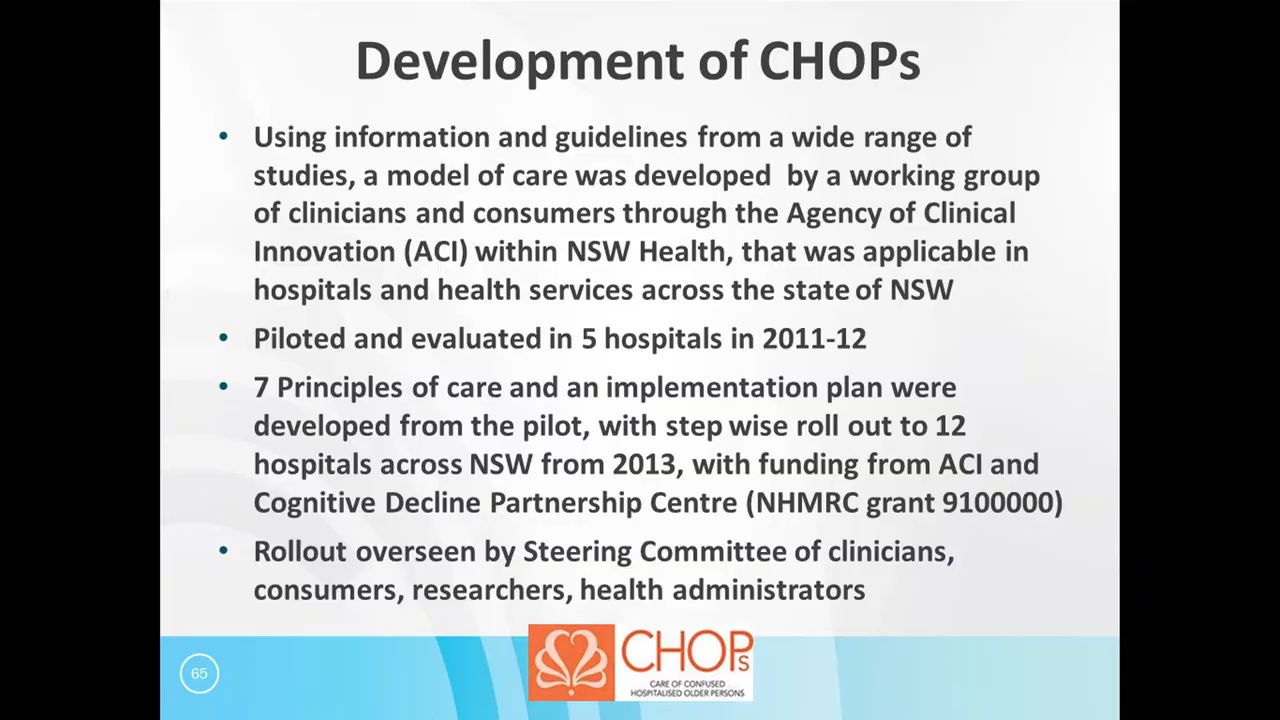 Development of CHOPs
• Using information and guidelines from a wide range of
studies, a model of care was developed by a working group
of clinicians and consumers through the Agency of Clinical
Innovation (ACI) within NSW Health, that was applicable in
hospitals and health services across the state of NSW
• Piloted and evaluated in 5 hospitals in 2011-12
• 7 Principles of care and an implementation plan were
developed from the pilot, with step wise roll out to 12
hospitals across NSW from 2013, with funding from ACI and
Cognitive Decline Partnership Centre (NHMRC grant 9100000)
• Rollout overseen by Steering Committee of clinicians,
consumers, researchers, health administrators
65
CHOPs
CARE OF CONFUSED
HOSPITALISED OLDER PERSONS